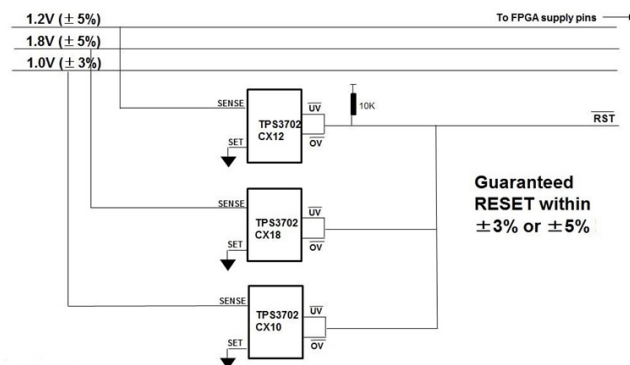 1.2V (± 5%)
To FPGA supply pins
1.8V (± 5%)
1.0V (± 3%)
SENSE
TPS3702
CX12
UV
OV
SET
10K
RST
Guaranteed
RESET within
±3% or ±5%
SENSE
TPS3702
CX18
UV
OV
SET
SENSE
TPS3702
CX10
UV
OV
SET